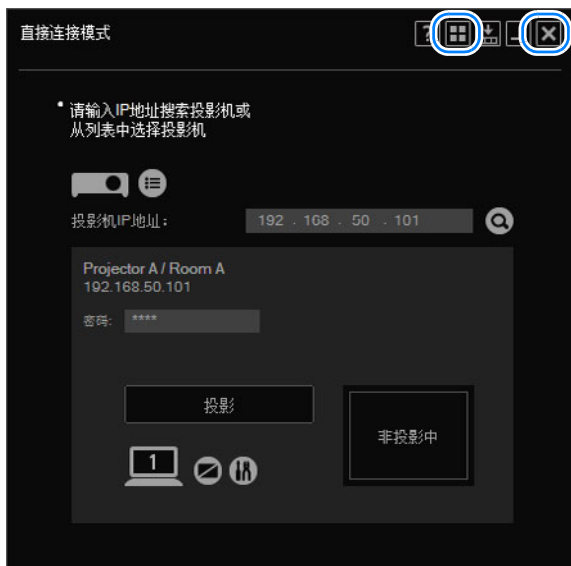 直接连接模式
?
• 请输入IP地址搜索投影机或
从列表中选择投影机
投影机IP地址： 192 . 168 . 50 . 101
Projector A / Room A
192.168.50.101
密码: ****
投影
非投影中
1